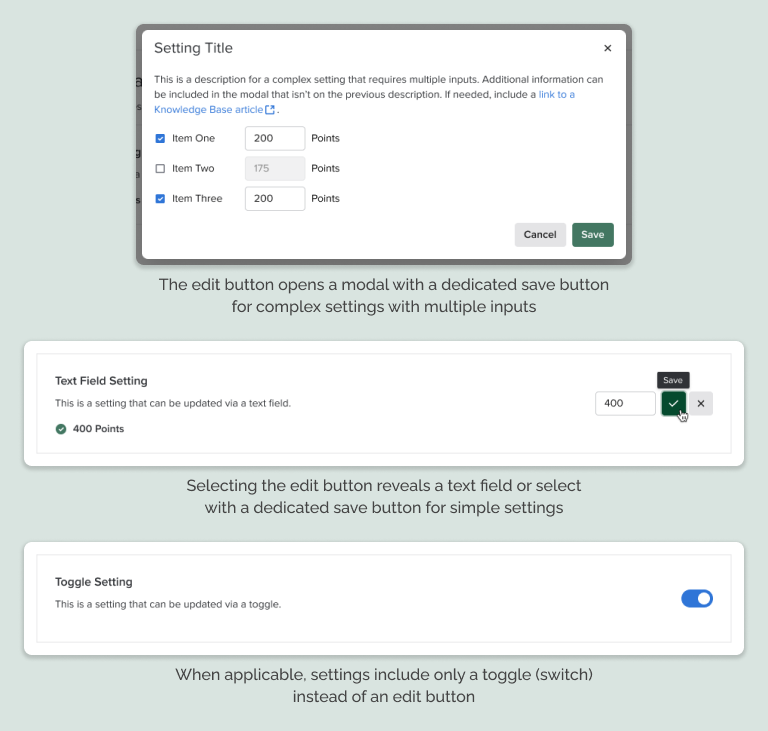 Setting Title
This is a description for a complex setting that requires multiple inputs. Additional information can
be included in the modal that isn't on the previous description. If needed, include a link to a
Knowledge Base article.
Item One 200 Points
Item Two 175 Points
Item Three 200 Points
Cancel Save
The edit button opens a modal with a dedicated save button
for complex settings with multiple inputs
Save
Text Field Setting
This is a setting that can be updated via a text field.
400
400 Points
Selecting the edit button reveals a text field or select
with a dedicated save button for simple settings
Toggle Setting
This is a setting that can be updated via a toggle.
When applicable, settings include only a toggle (switch)
instead of an edit button